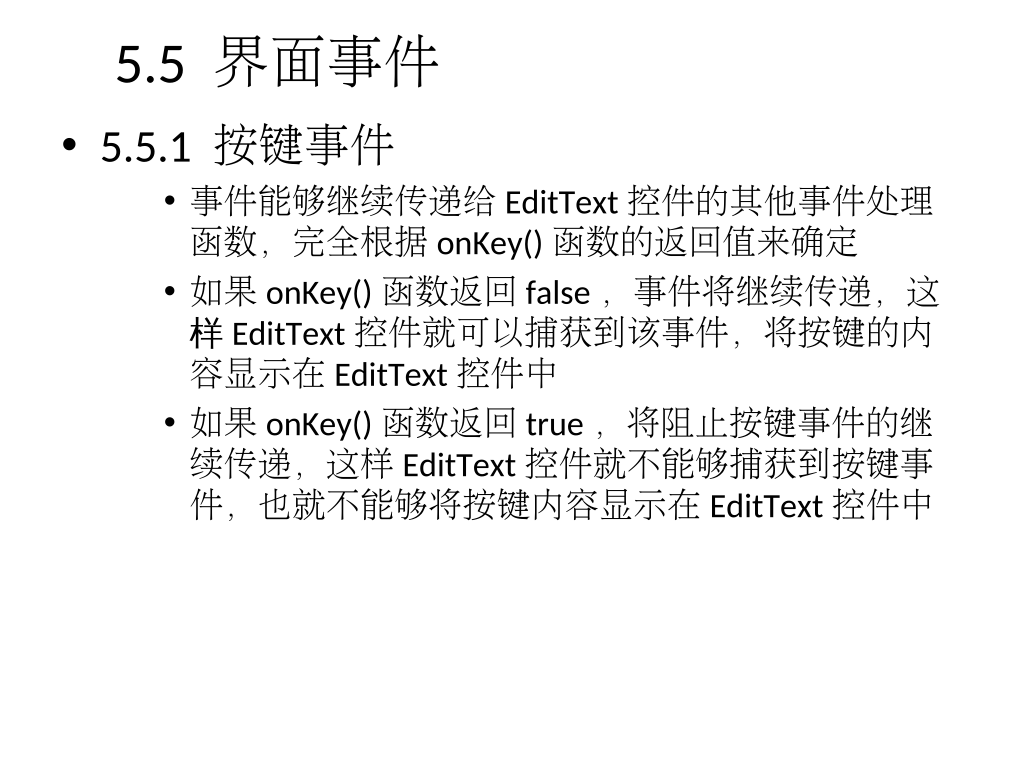 5.5 界面事件
• 5.5.1 按键事件
• 事件能够继续传递给 EditText 控件的其他事件处理
函数，完全根据 onKey() 函数的返回值来确定
• 如果 onKey() 函数返回 false ，事件将继续传递，这
样 EditText 控件就可以捕获到该事件，将按键的内
容显示在 EditText 控件中
• 如果 onKey() 函数返回 true ，将阻止按键事件的继
续传递，这样 EditText 控件就不能够捕获到按键事
件，也就不能够将按键内容显示在 EditText 控件中